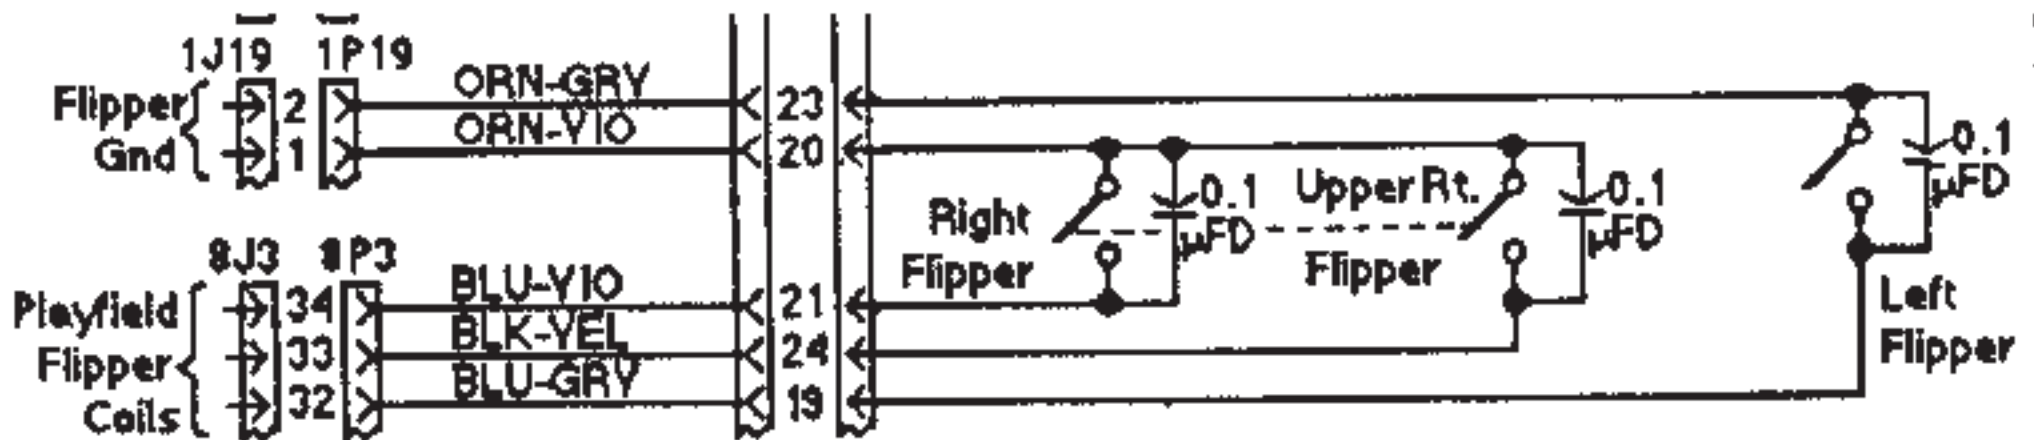 1J19 1P19
Flipper 2 ORN-GRY 23
Gnd 1 ORN-VIO 20
0.1
µFD
Right
Flipper
0.1
µFD
Upper Rt.
Flipper
0.1
µFD
8J3 8P3
Playfield 34 BLU-VIO 21
Flipper 33 BLK-YEL 24
Coils 32 BLU-GRY 19
Left
Flipper